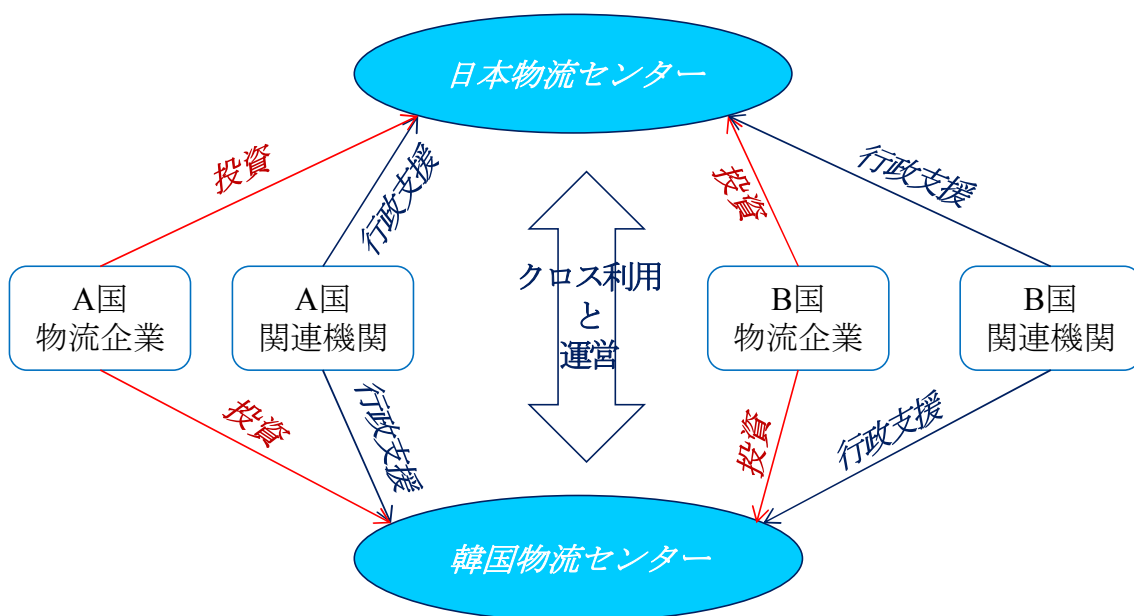 日本物流センター
投資
行政支援
投資
行政支援
A国
物流企業
A国
関連機関
クロス利用
と
運営
B国
物流企業
B国
関連機関
投資
行政支援
投資
行政支援
韓国物流センター